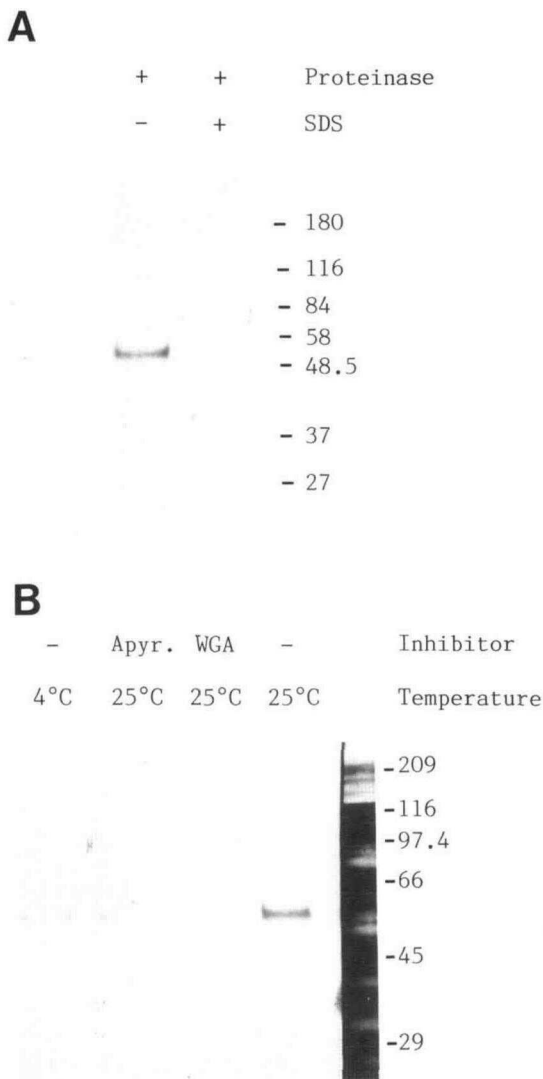 A
+ + Proteinase
- + SDS
- 180
- 116
- 84
- 58
- 48.5
- 37
- 27
B
- Apyr. WGA - Inhibitor
4°C 25°C 25°C 25°C Temperature
-209
-116
-97.4
-66
-45
-29